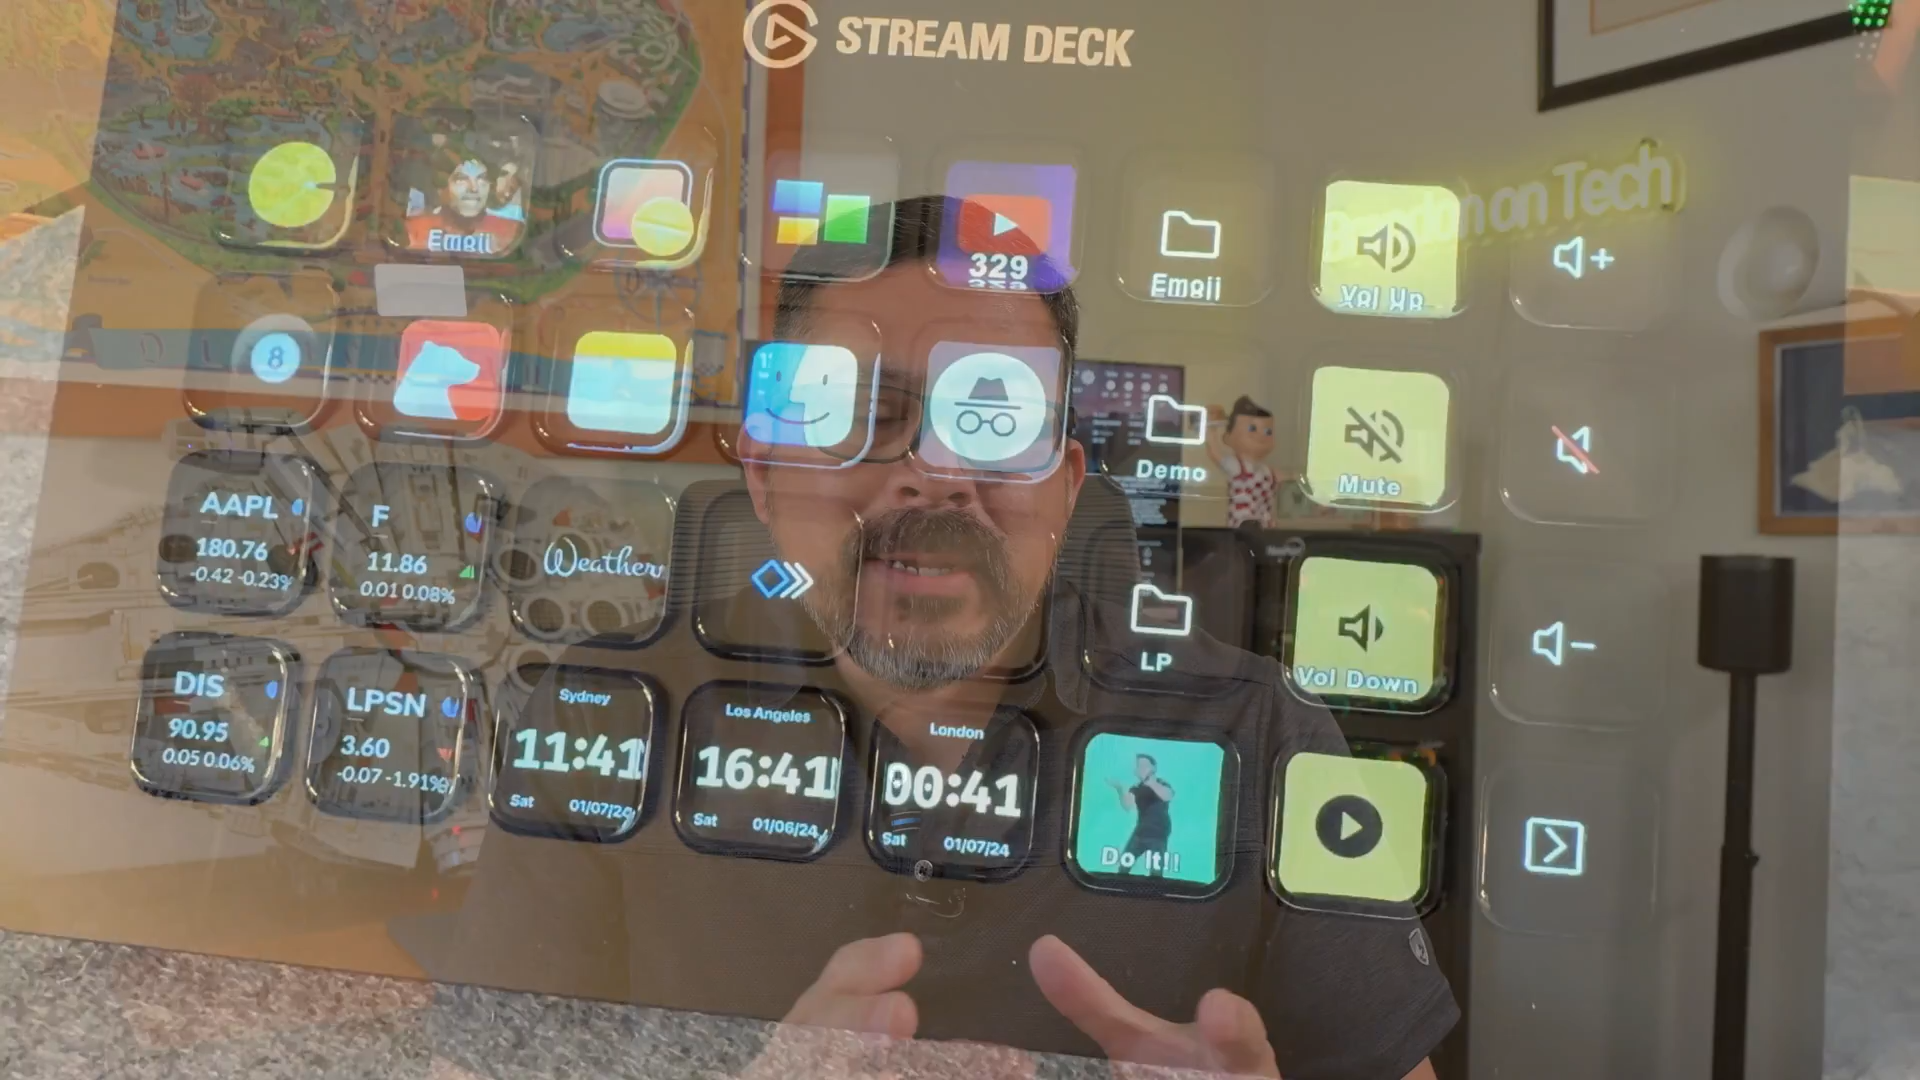 STREAM DECK
on Tech
Emoji
329
Emoji
Vol Up
8
Demo
Mute
AAPL
180.76
-0.42 -0.23%
F
11.86
0.01 0.08%
Weather
LP
Vol Down
DIS
90.95
0.05 0.06%
LPSN
3.60
-0.07 -1.91%
Sydney
11:41
Sat 01/07/24
Los Angeles
16:41
Sat 01/06/24
London
00:41
Sat 01/07/24
Do It!!